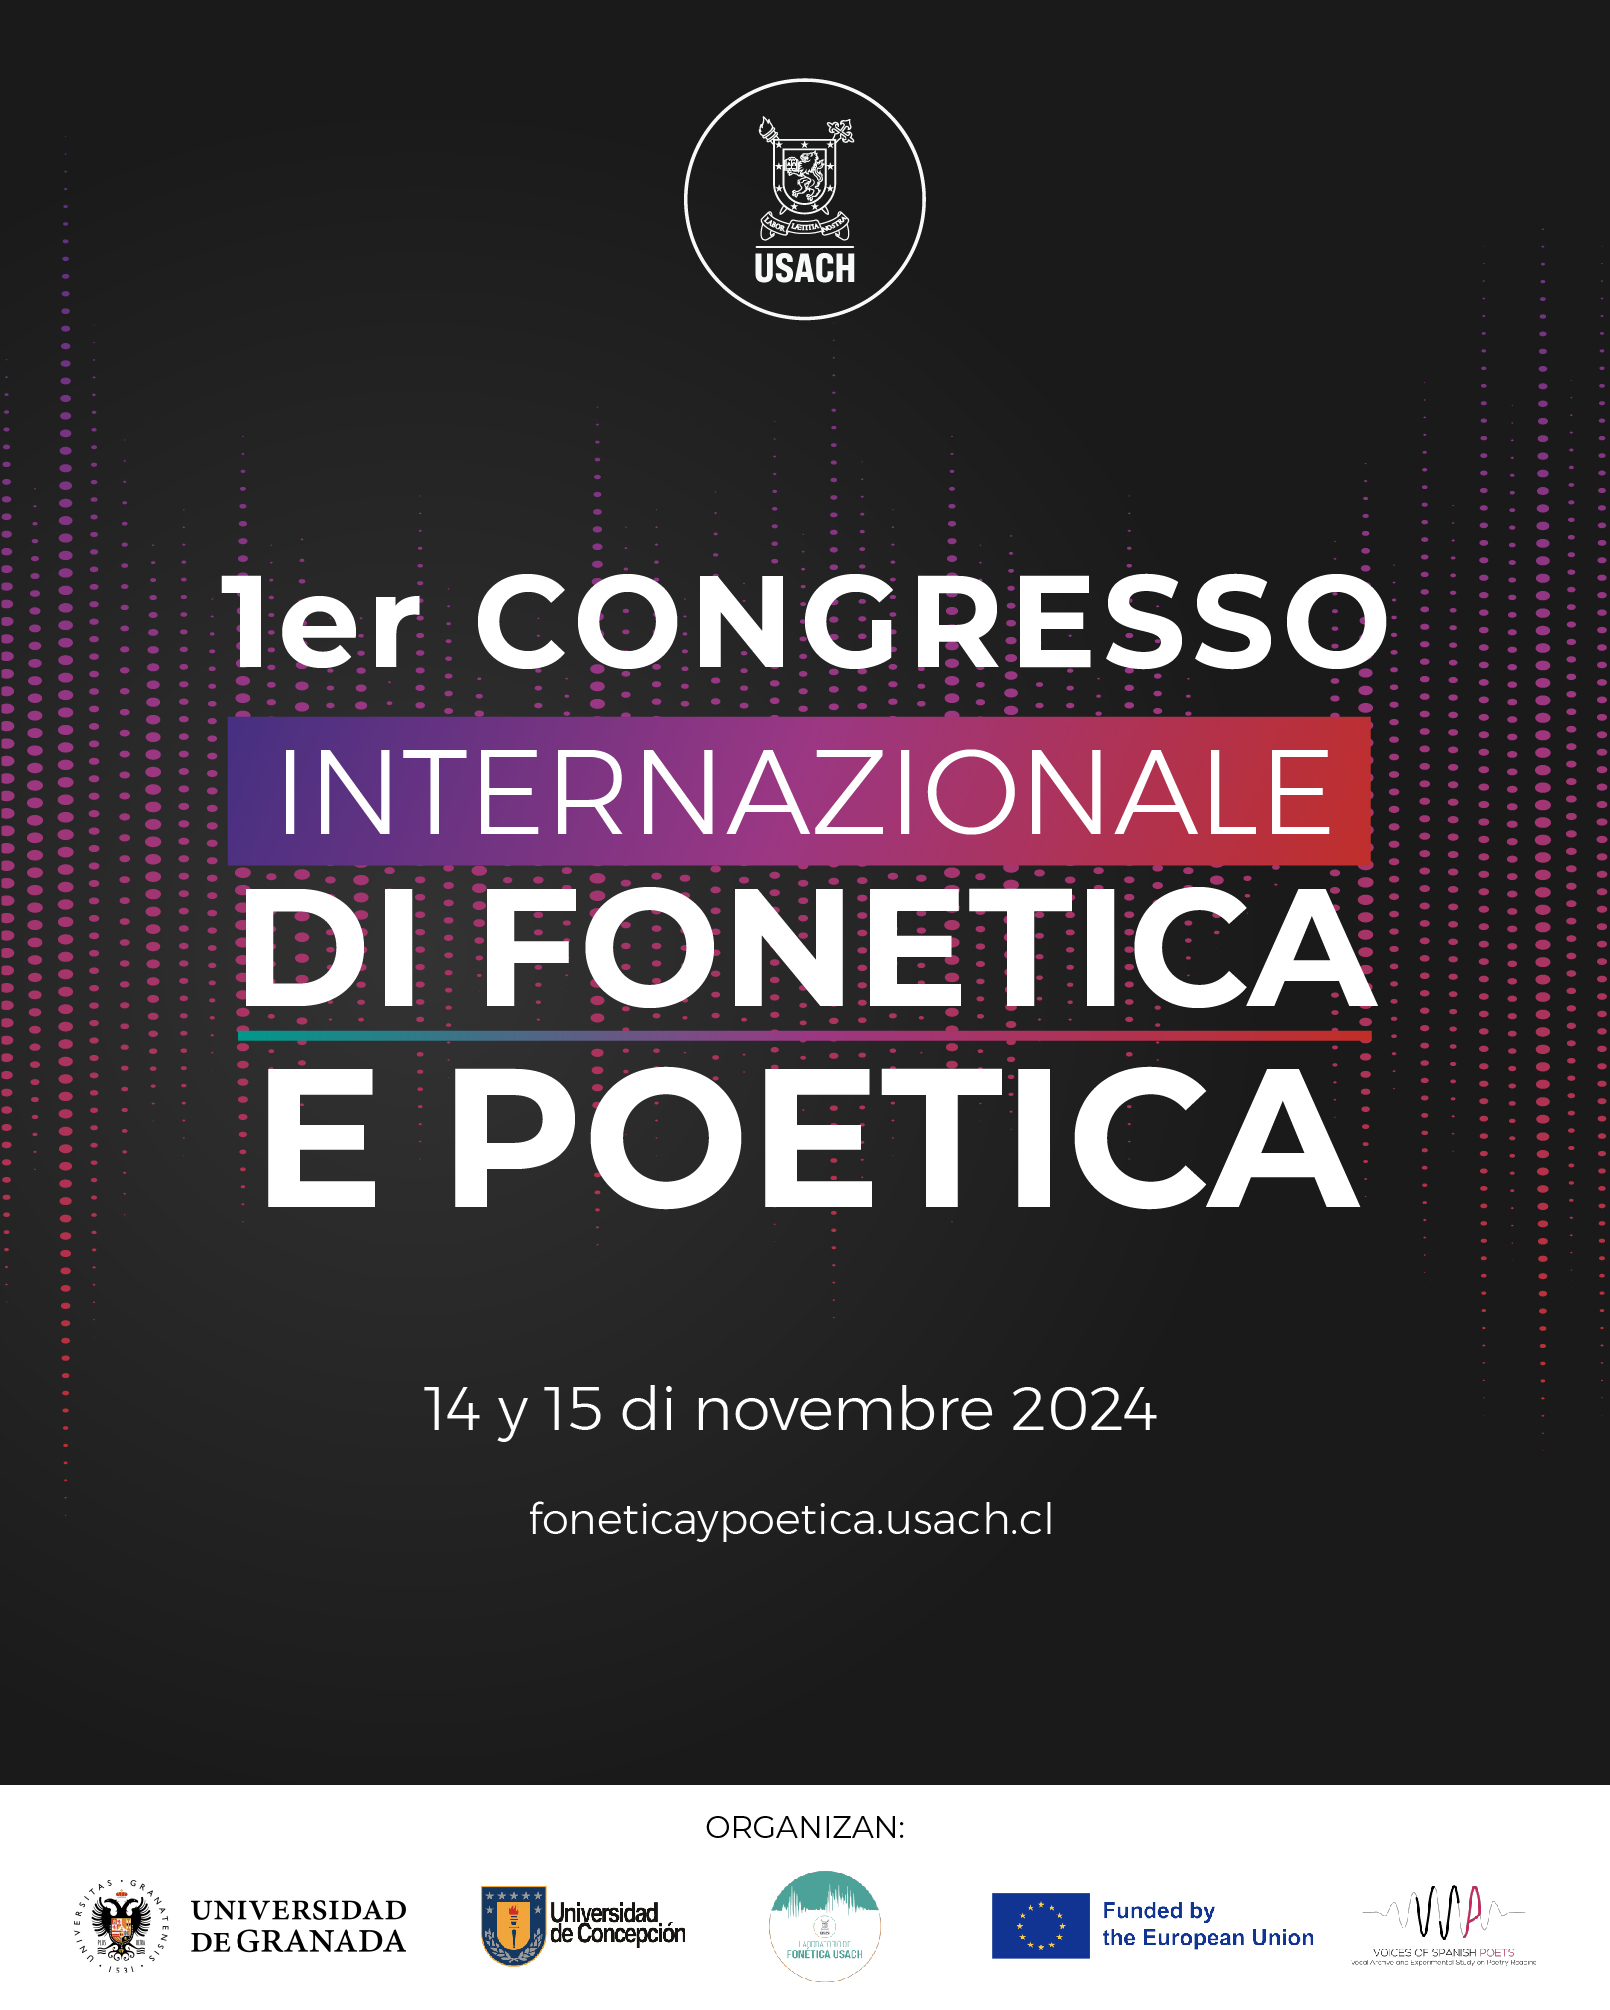 LABOR LÆTITIA NOSTRA
USACH
1er CONGRESSO
INTERNAZIONALE
DI FONETICA
E POETICA
14 y 15 di novembre 2024
foneticaypoetica.usach.cl
ORGANIZAN:
UNIVERSITAS · GRANATENSIS · 1531 ·
PLUS
UNIVERSIDAD
DE GRANADA
Universidad
de Concepción
LABORATORIO DE
FONÉTICA USACH
Funded by
the European Union
VOICES OF SPANISH POETS
Vocal Archive and Experimental Study on Poetry Reading